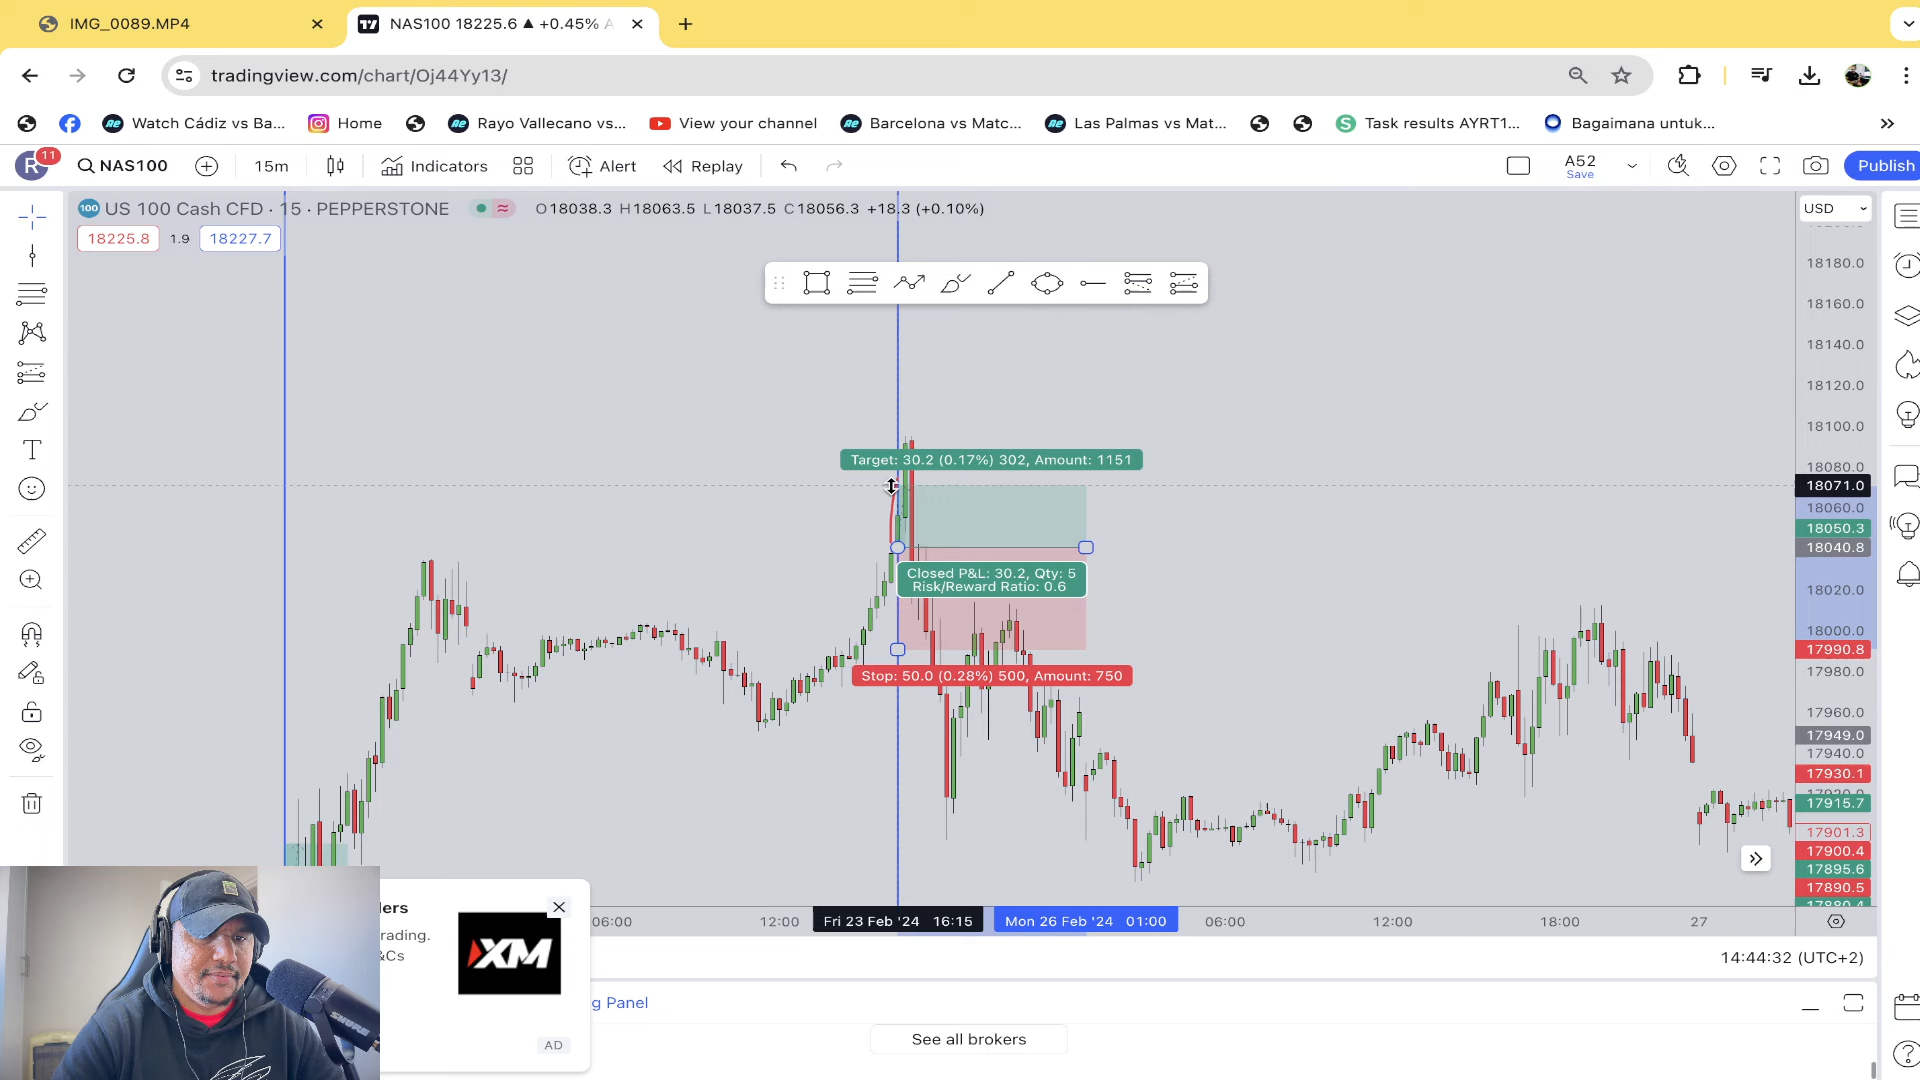 IMG_0089.MP4
NAS100 18225.6 ▲ +0.45% A
tradingview.com/chart/Oj44Yy13/
Watch Cádiz vs Ba...
Home
Rayo Vallecano vs...
View your channel
Barcelona vs Matc...
Las Palmas vs Mat...
Task results AYRT1...
Bagaimana untuk...
R
11
NAS100
15m
Indicators
Alert
Replay
A52
Save
Publish
100
US 100 Cash CFD · 15 · PEPPERSTONE
O18038.3 H18063.5 L18037.5 C18056.3 +18.3 (+0.10%)
USD
18225.8
1.9
18227.7
18180.0
18160.0
18140.0
18120.0
18100.0
18080.0
18071.0
18060.0
18050.3
18040.8
18020.0
18000.0
17990.8
17980.0
17960.0
17949.0
17940.0
17930.1
17920.0
17915.7
17901.3
17900.4
17895.6
17890.5
17880.4
Target: 30.2 (0.17%) 302, Amount: 1151
Closed P&L: 30.2, Qty: 5
Risk/Reward Ratio: 0.6
Stop: 50.0 (0.28%) 500, Amount: 750
06:00
12:00
Fri 23 Feb '24 16:15
Mon 26 Feb '24 01:00
06:00
12:00
18:00
27
14:44:32 (UTC+2)
ders
rading.
&Cs
XM
AD
g Panel
See all brokers
SHURE